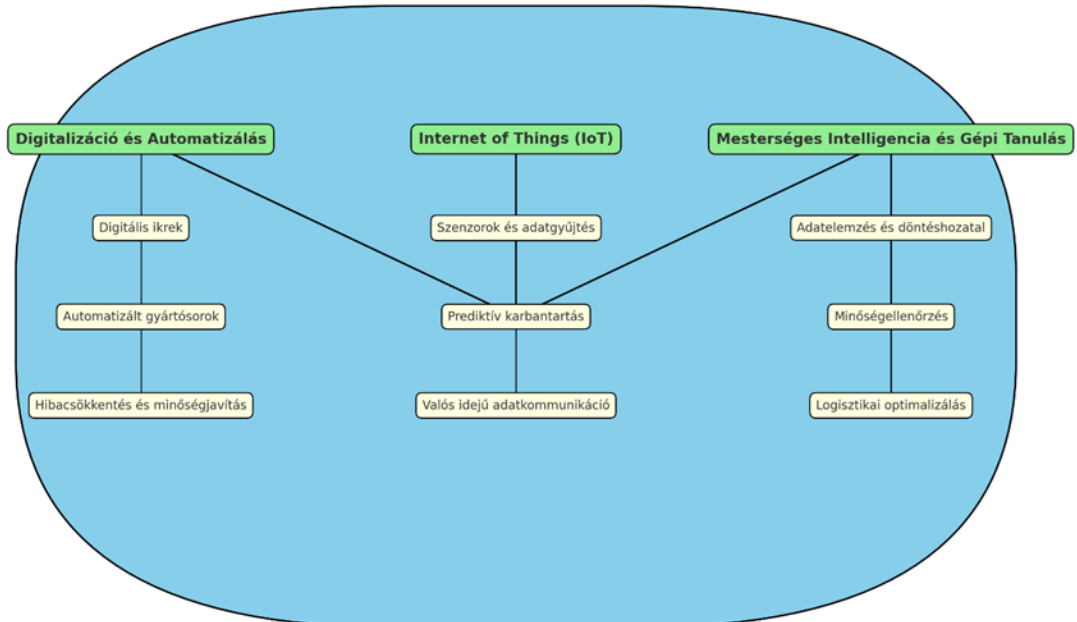 Digitalizáció és Automatizálás
Internet of Things (IoT)
Mesterséges Intelligencia és Gépi Tanulás
Digitális ikrek
Szenzorok és adatgyűjtés
Adatelemzés és döntéshozatal
Automatizált gyártósorok
Prediktív karbantartás
Minőségellenőrzés
Hibacsökkentés és minőségjavítás
Valós idejű adatkommunikáció
Logisztikai optimalizálás